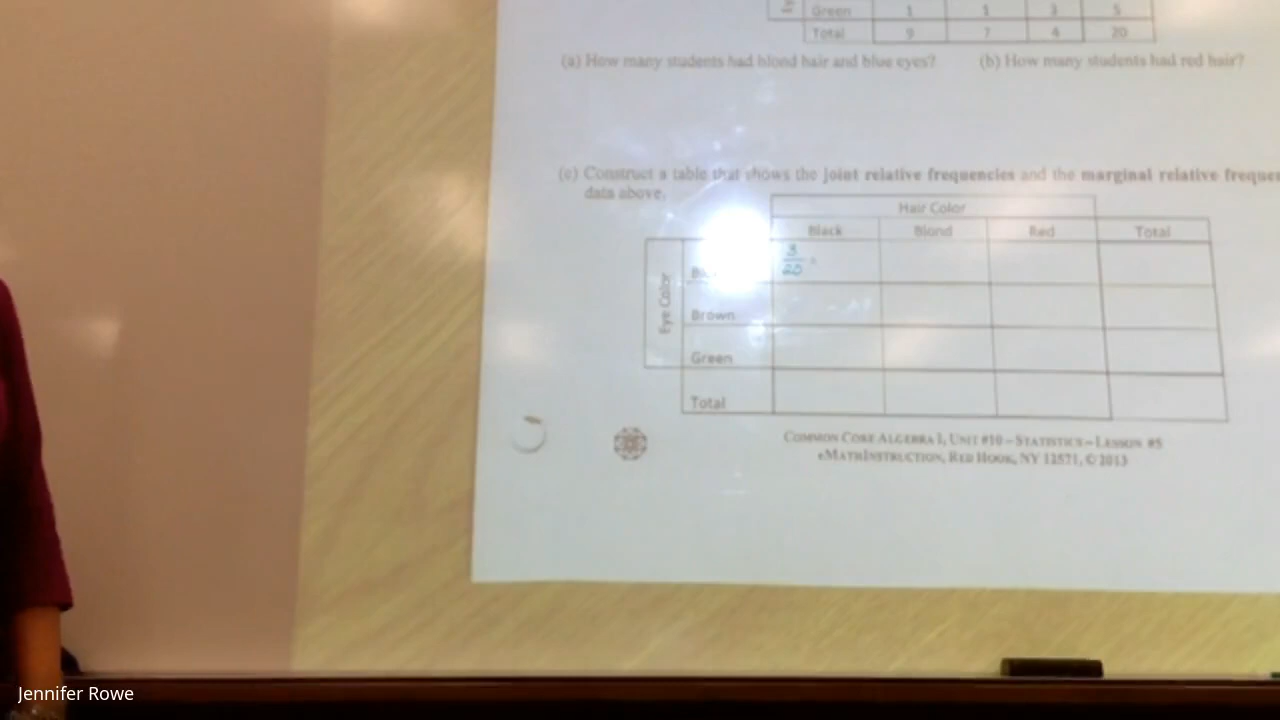 Green 1 1 3 5
Total 9 7 4 20
(a) How many students had blond hair and blue eyes? (b) How many students had red hair?
(c) Construct a table that shows the joint relative frequencies and the marginal relative freque
data above.
Hair Color
Black Blond Red Total
3
20 =
Eye Color
Brown
Green
Total
COMMON CORE ALGEBRA I, UNIT #10 – STATISTICS – LESSON #5
eMATHINSTRUCTION, RED HOOK, NY 12571, © 2013
Jennifer Rowe